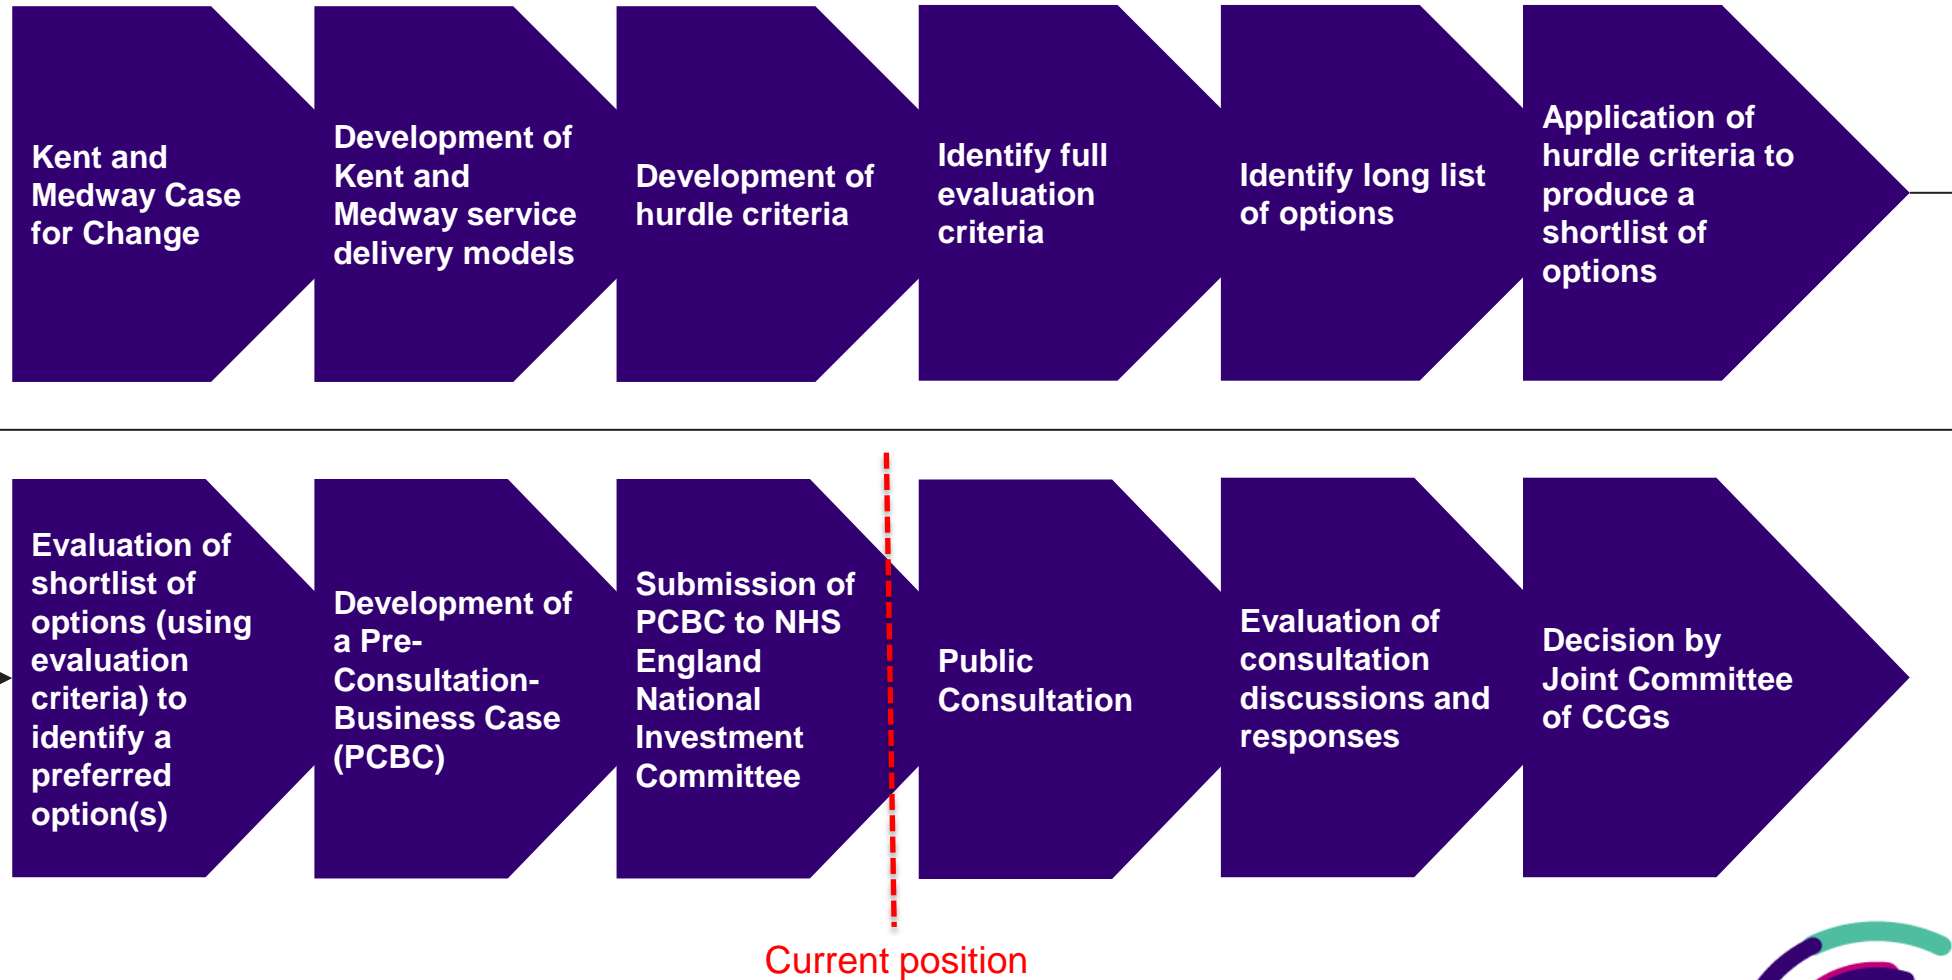 Kent and
Medway Case
for Change
Development of
Kent and
Medway service
delivery models
Development of
hurdle criteria
Identify full
evaluation
criteria
Identify long list
of options
Application of
hurdle criteria to
produce a
shortlist of
options
Evaluation of
shortlist of
options (using
evaluation
criteria) to
identify a
preferred
option(s)
Development of
a Pre-
Consultation-
Business Case
(PCBC)
Submission of
PCBC to NHS
England
National
Investment
Committee
Public
Consultation
Evaluation of
consultation
discussions and
responses
Decision by
Joint Committee
of CCGs
Current position